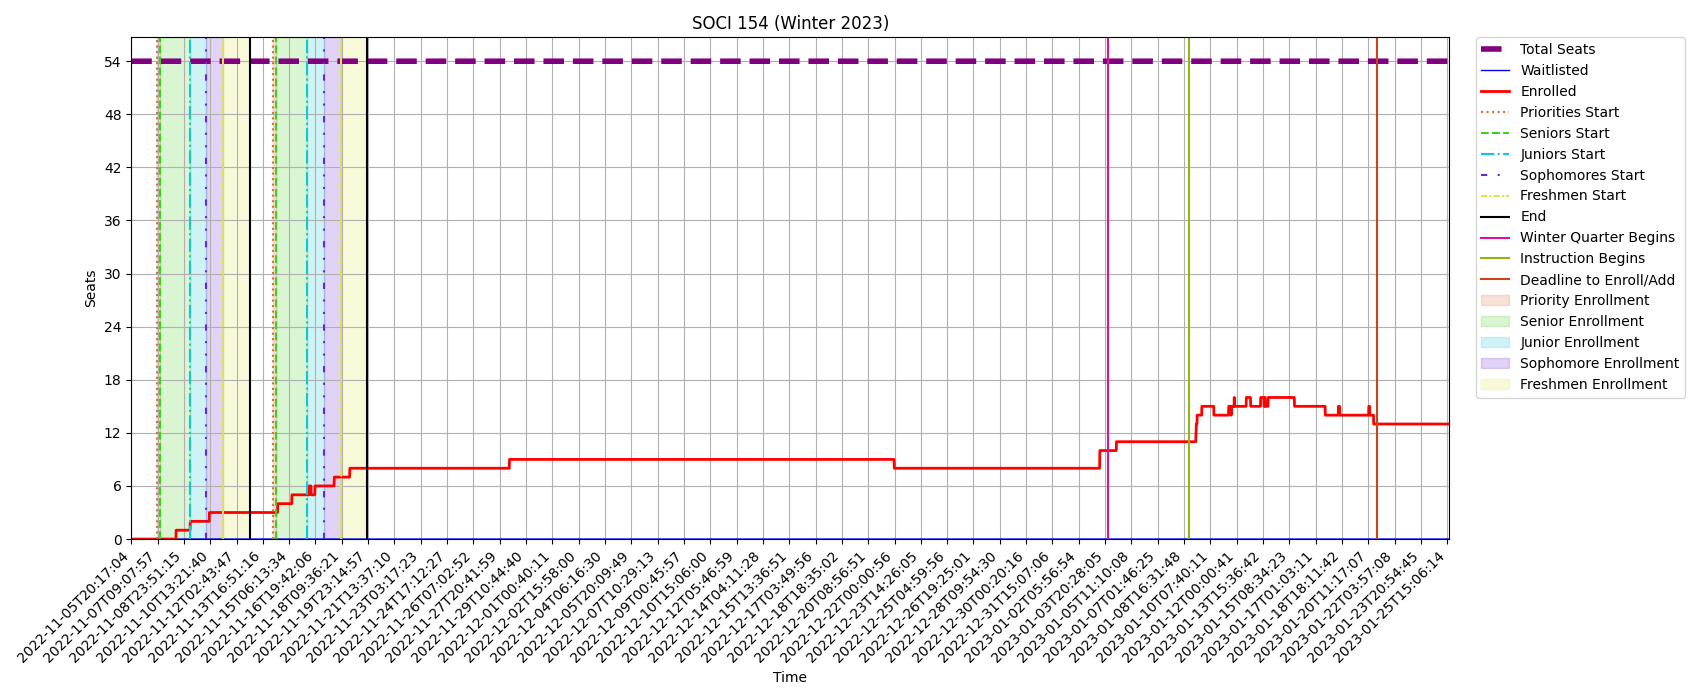 SOCI 154 (Winter 2023)
Total Seats
Waitlisted
Enrolled
Priorities Start
Seniors Start
Juniors Start
Sophomores Start
Freshmen Start
End
Winter Quarter Begins
Instruction Begins
Deadline to Enroll/Add
Priority Enrollment
Senior Enrollment
Junior Enrollment
Sophomore Enrollment
Freshmen Enrollment
Seats
54
48
42
36
30
24
18
12
6
0
2022-11-05T20:17:04
2022-11-07T09:07:57
2022-11-08T23:51:15
2022-11-10T13:21:40
2022-11-12T02:43:47
2022-11-13T16:51:16
2022-11-15T06:13:34
2022-11-16T19:42:06
2022-11-18T09:36:21
2022-11-19T23:14:57
2022-11-21T13:37:10
2022-11-23T03:17:23
2022-11-24T17:12:27
2022-11-26T07:02:52
2022-11-27T20:41:59
2022-11-29T10:44:40
2022-12-01T00:40:11
2022-12-02T15:58:00
2022-12-04T06:16:30
2022-12-05T20:09:49
2022-12-07T10:29:13
2022-12-09T00:45:57
2022-12-10T15:06:00
2022-12-12T05:46:59
2022-12-14T04:11:28
2022-12-15T13:36:51
2022-12-17T03:49:56
2022-12-18T18:35:02
2022-12-20T08:56:51
2022-12-22T00:00:56
2022-12-23T14:26:05
2022-12-25T04:59:56
2022-12-26T19:25:01
2022-12-28T09:54:30
2022-12-30T00:20:16
2022-12-31T15:07:06
2023-01-02T05:56:54
2023-01-03T20:28:05
2023-01-05T11:10:08
2023-01-07T01:46:25
2023-01-08T16:31:48
2023-01-10T07:40:11
2023-01-12T00:00:41
2023-01-13T15:36:42
2023-01-15T08:34:23
2023-01-17T01:03:11
2023-01-18T18:11:42
2023-01-20T11:17:07
2023-01-22T03:57:08
2023-01-23T20:54:45
2023-01-25T15:06:14
Time